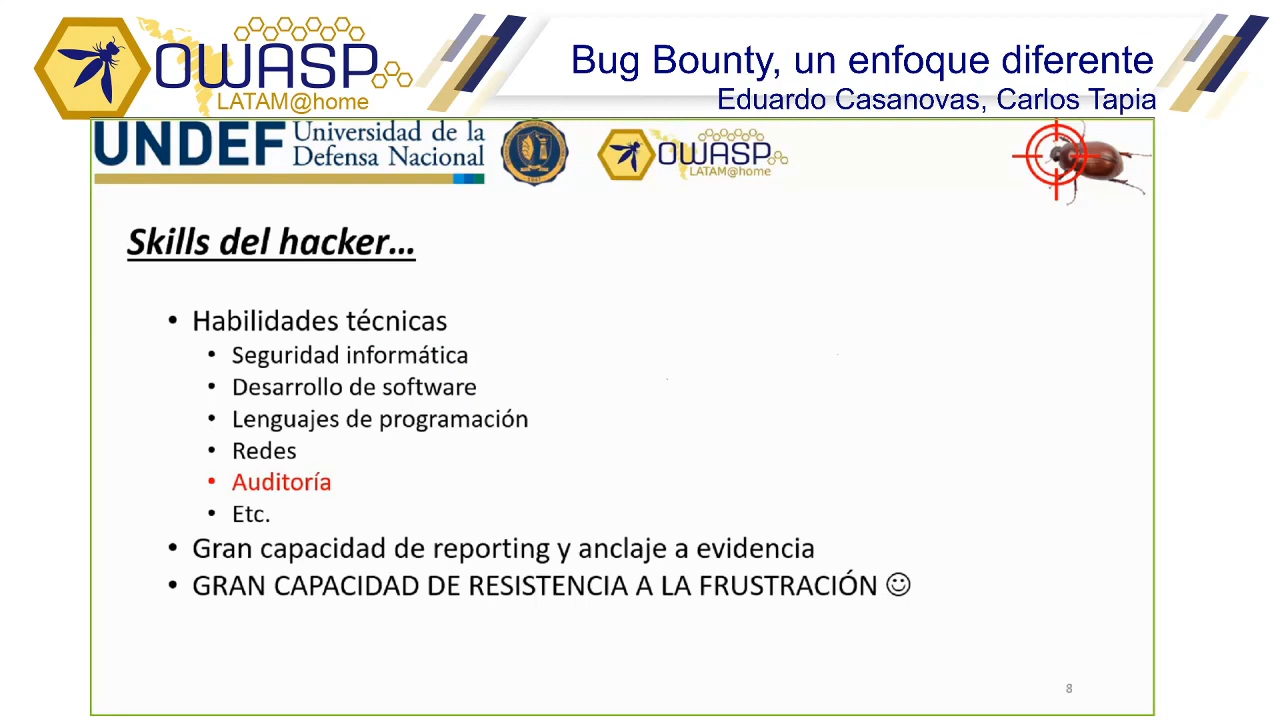 OWASP
LATAM@home
Bug Bounty, un enfoque diferente
Eduardo Casanovas, Carlos Tapia
UNDEF
Universidad de la
Defensa Nacional
OWASP
LATAM@home
Skills del hacker...
• Habilidades técnicas
• Seguridad informática
• Desarrollo de software
• Lenguajes de programación
• Redes
• Auditoría
• Etc.
• Gran capacidad de reporting y anclaje a evidencia
• GRAN CAPACIDAD DE RESISTENCIA A LA FRUSTRACIÓN ☺
8